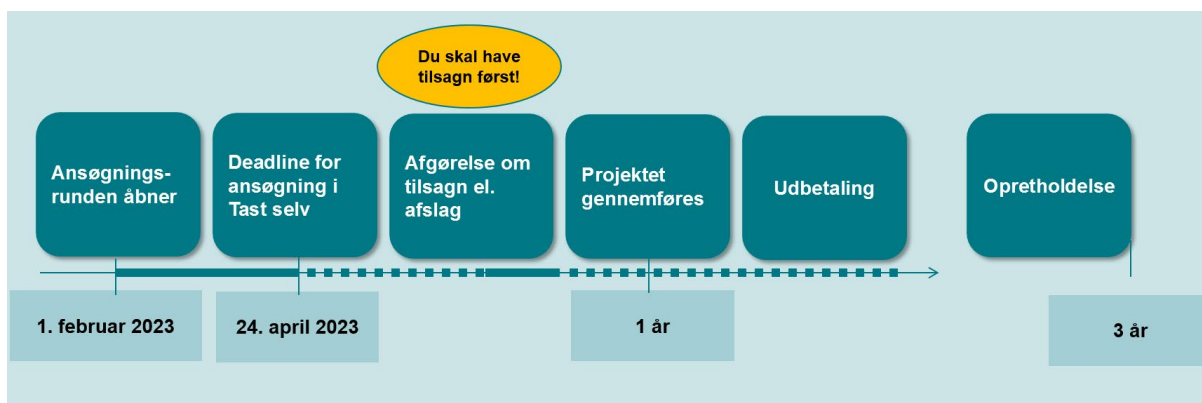 Du skal have
tilsagn først!
Ansøgnings-
runden åbner
Deadline for
ansøgning i
Tast selv
Afgørelse om
tilsagn el.
afslag
Projektet
gennemføres
Udbetaling
Opretholdelse
1. februar 2023
24. april 2023
1 år
3 år